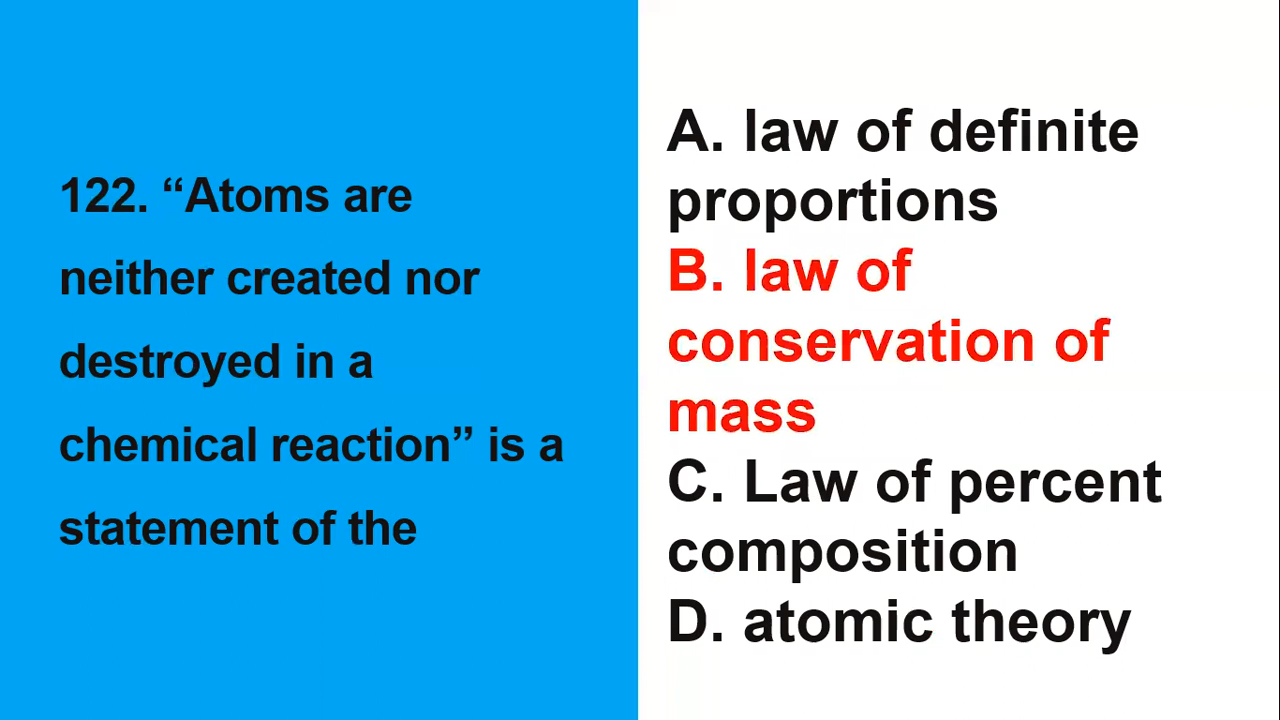 122. “Atoms are
neither created nor
destroyed in a
chemical reaction” is a
statement of the
A. law of definite
proportions
B. law of
conservation of
mass
C. Law of percent
composition
D. atomic theory